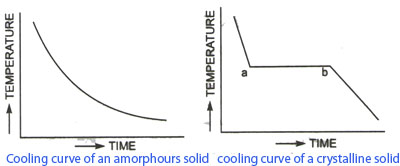 TEMPERATURE
TIME
Cooling curve of an amorphours solid
TEMPERATURE
a
b
TIME
cooling curve of a crystalline solid